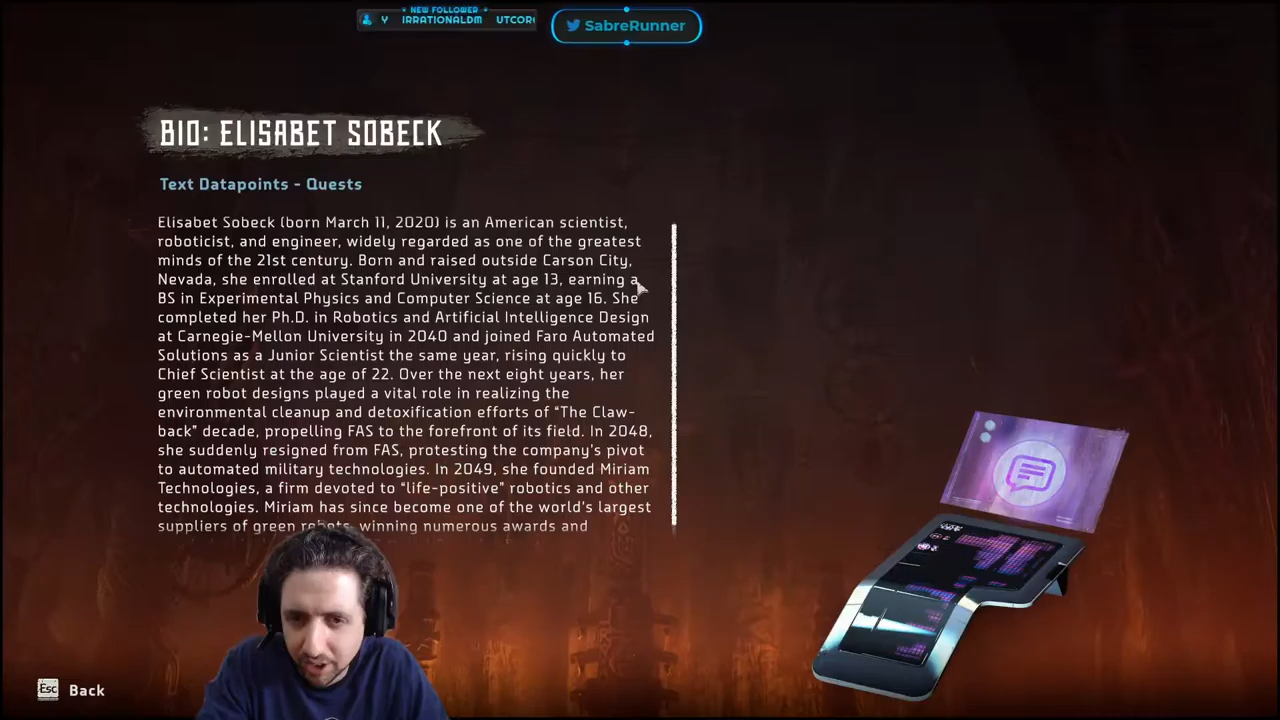 NEW FOLLOWER
Y IRRATIONALDM UTCOR
SabreRunner
BIO: ELISABET SOBECK
Text Datapoints - Quests
Elisabet Sobeck (born March 11, 2020) is an American scientist,
roboticist, and engineer, widely regarded as one of the greatest
minds of the 21st century. Born and raised outside Carson City,
Nevada, she enrolled at Stanford University at age 13, earning a
BS in Experimental Physics and Computer Science at age 16. She
completed her Ph.D. in Robotics and Artificial Intelligence Design
at Carnegie-Mellon University in 2040 and joined Faro Automated
Solutions as a Junior Scientist the same year, rising quickly to
Chief Scientist at the age of 22. Over the next eight years, her
green robot designs played a vital role in realizing the
environmental cleanup and detoxification efforts of “The Claw-
back” decade, propelling FAS to the forefront of its field. In 2048,
she suddenly resigned from FAS, protesting the company's pivot
to automated military technologies. In 2049, she founded Miriam
Technologies, a firm devoted to “life-positive” robotics and other
technologies. Miriam has since become one of the world's largest
suppliers of green robots, winning numerous awards and
Esc Back